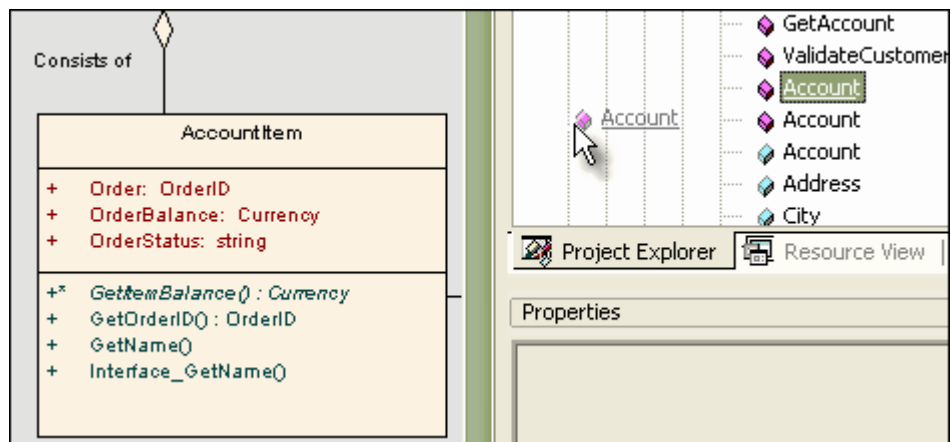 Consists of
AccountItem
+ Order: OrderID
+ OrderBalance: Currency
+ OrderStatus: string
+* GetItemBalance() : Currency
+ GetOrderID() : OrderID
+ GetName()
+ Interface_GetName()
GetAccount
ValidateCustomer
Account
Account
Account
Account
Address
City
Project Explorer
Resource View
Properties